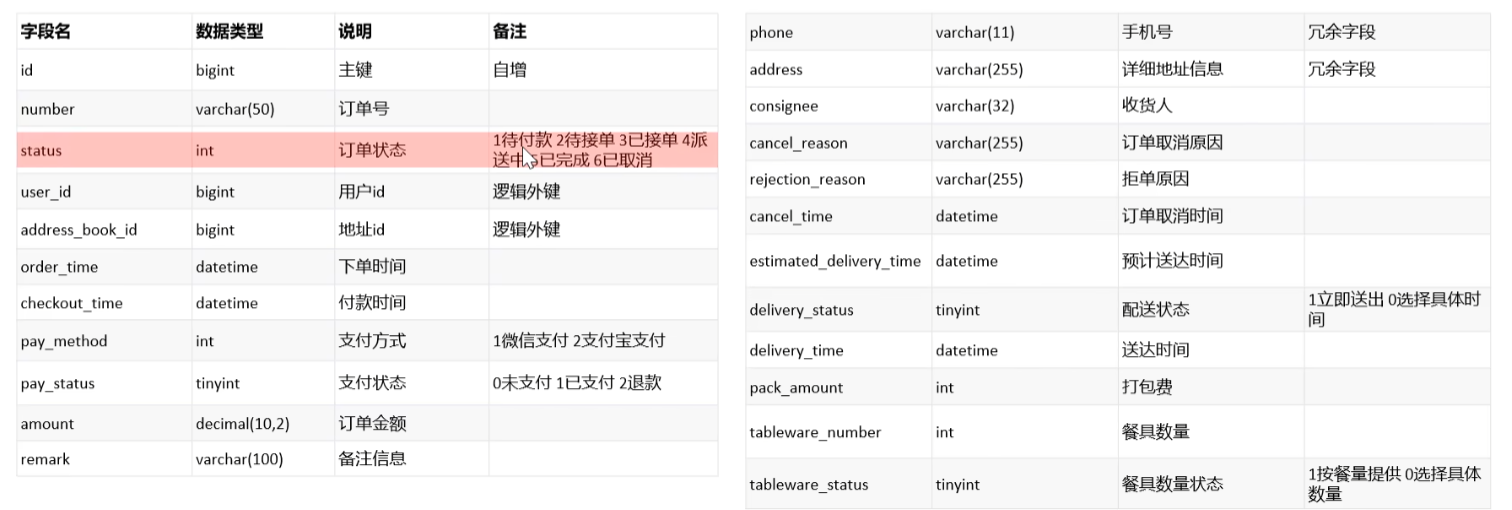 字段名 数据类型 说明 备注
id bigint 主键 自增
number varchar(50) 订单号
status int 订单状态 1待付款 2待接单 3已接单 4派
送中 5已完成 6已取消
user_id bigint 用户id 逻辑外键
address_book_id bigint 地址id 逻辑外键
order_time datetime 下单时间
checkout_time datetime 付款时间
pay_method int 支付方式 1微信支付 2支付宝支付
pay_status tinyint 支付状态 0未支付 1已支付 2退款
amount decimal(10,2) 订单金额
remark varchar(100) 备注信息
phone varchar(11) 手机号 冗余字段
address varchar(255) 详细地址信息 冗余字段
consignee varchar(32) 收货人
cancel_reason varchar(255) 订单取消原因
rejection_reason varchar(255) 拒单原因
cancel_time datetime 订单取消时间
estimated_delivery_time datetime 预计送达时间
delivery_status tinyint 配送状态 1立即送出 0选择具体时
间
delivery_time datetime 送达时间
pack_amount int 打包费
tableware_number int 餐具数量
tableware_status tinyint 餐具数量状态 1按餐量提供 0选择具体
数量